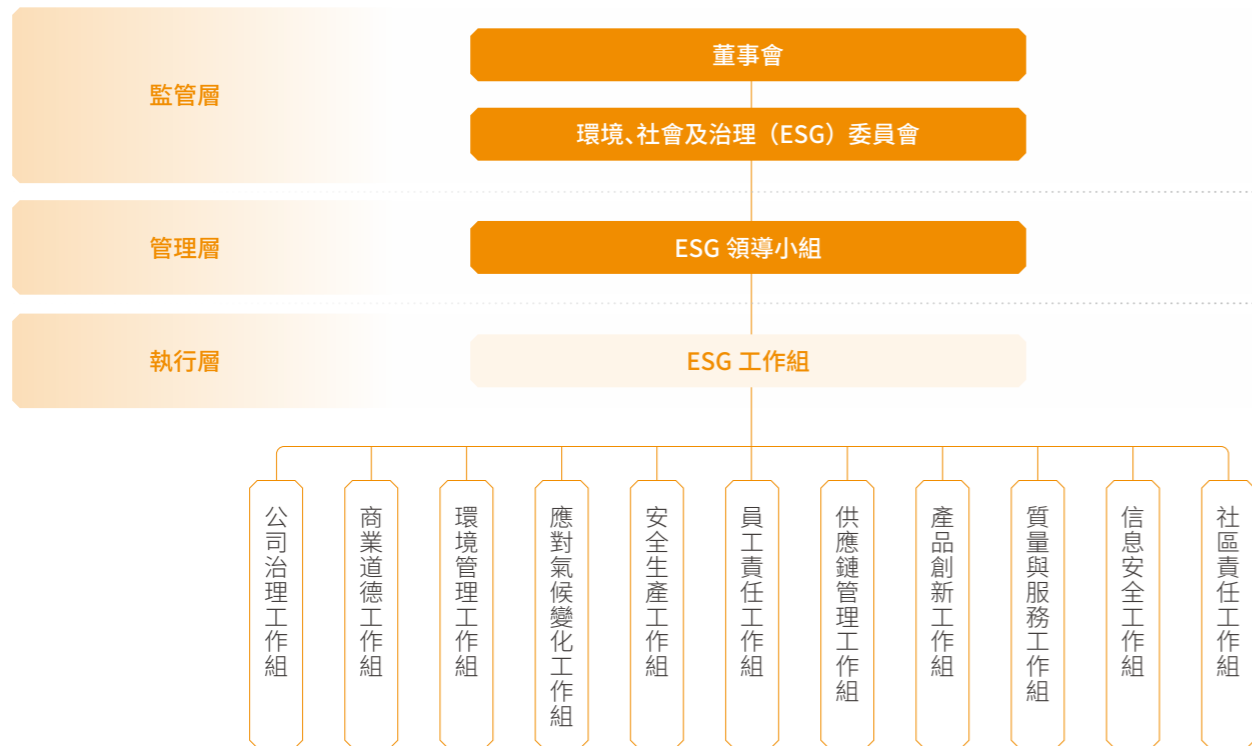 監管層
董事會
環境、社會及治理（ESG）委員會
管理層
ESG 領導小組
執行層
ESG 工作組
公司治理工作組
商業道德工作組
環境管理工作組
應對氣候變化工作組
安全生產工作組
員工責任工作組
供應鏈管理工作組
產品創新工作組
質量與服務工作組
信息安全工作組
社區責任工作組